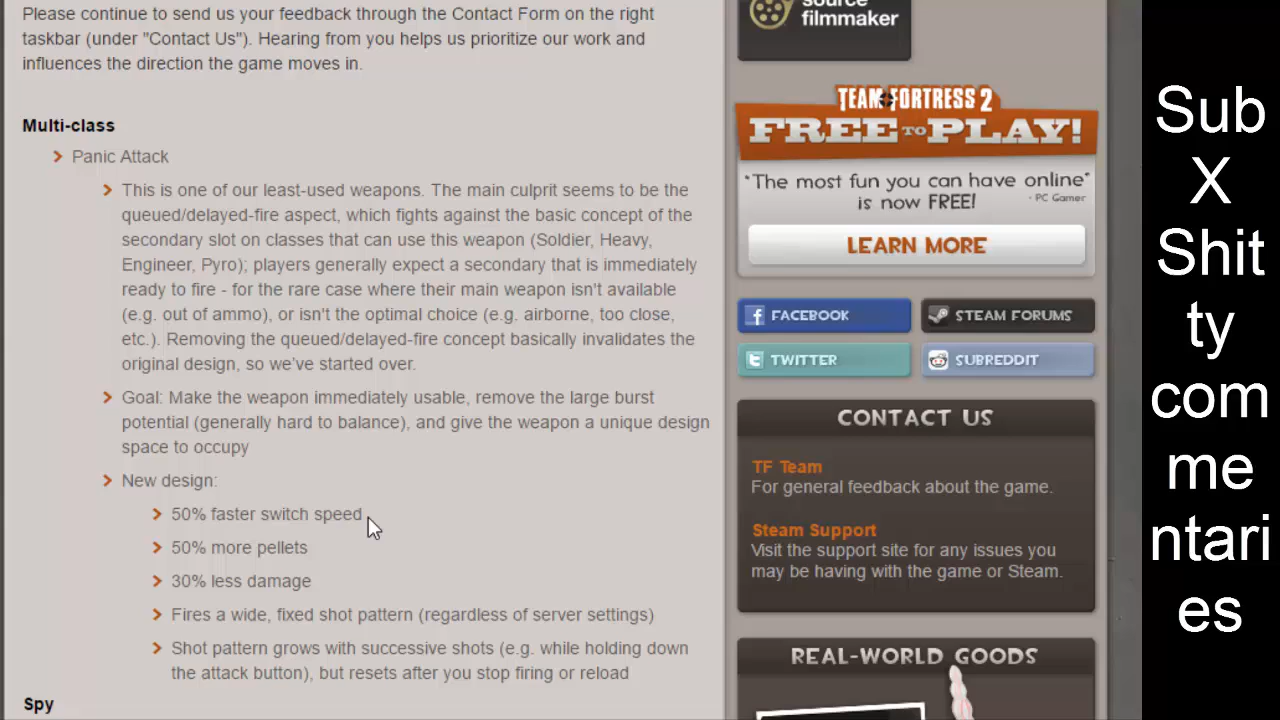 Please continue to send us your feedback through the Contact Form on the right
taskbar (under "Contact Us"). Hearing from you helps us prioritize our work and
influences the direction the game moves in.
Multi-class
Panic Attack
This is one of our least-used weapons. The main culprit seems to be the
queued/delayed-fire aspect, which fights against the basic concept of the
secondary slot on classes that can use this weapon (Soldier, Heavy,
Engineer, Pyro); players generally expect a secondary that is immediately
ready to fire - for the rare case where their main weapon isn't available
(e.g. out of ammo), or isn't the optimal choice (e.g. airborne, too close,
etc.). Removing the queued/delayed-fire concept basically invalidates the
original design, so we've started over.
Goal: Make the weapon immediately usable, remove the large burst
potential (generally hard to balance), and give the weapon a unique design
space to occupy
New design:
50% faster switch speed
50% more pellets
30% less damage
Fires a wide, fixed shot pattern (regardless of server settings)
Shot pattern grows with successive shots (e.g. while holding down
the attack button), but resets after you stop firing or reload
Spy
source
filmmaker
TEAM FORTRESS 2
FREE TO PLAY!
"The most fun you can have online"
is now FREE! - PC Gamer
LEARN MORE
FACEBOOK
STEAM FORUMS
TWITTER
SUBREDDIT
CONTACT US
TF Team
For general feedback about the game.
Steam Support
Visit the support site for any issues you
may be having with the game or Steam.
REAL-WORLD GOODS
Sub
X
Shit
ty
com
me
ntari
es